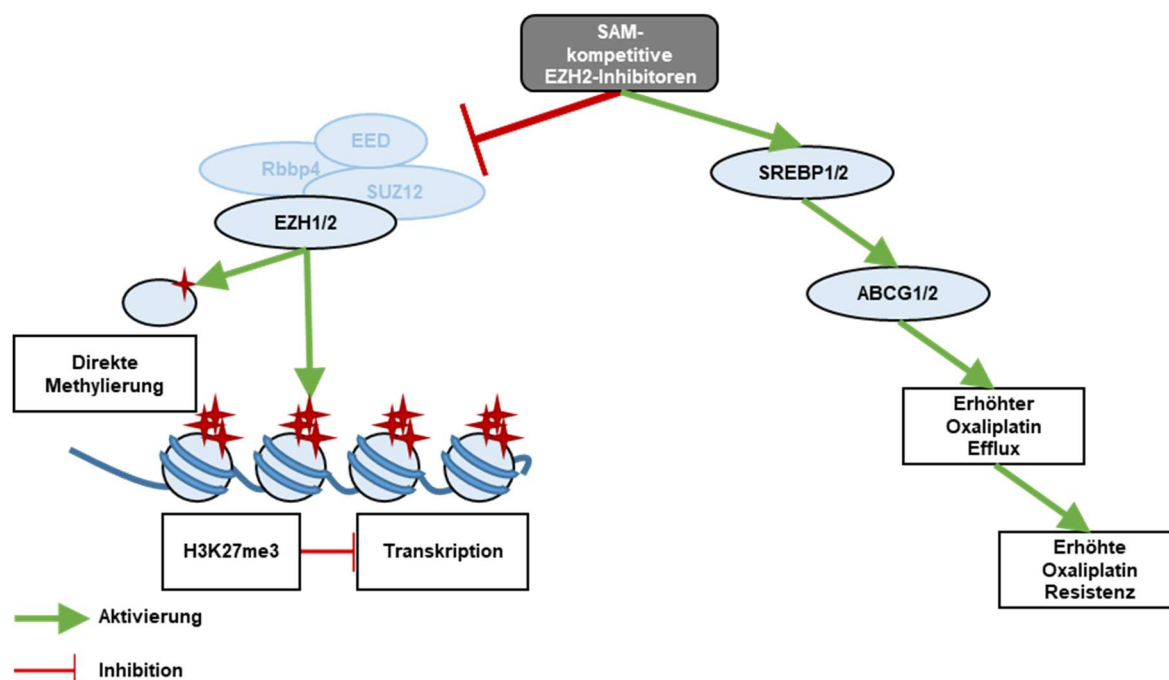 SAM-
kompetitive
EZH2-Inhibitoren
EED
Rbbp4
SUZ12
EZH1/2
SREBP1/2
ABCG1/2
Direkte
Methylierung
Erhöhter
Oxaliplatin
Efflux
H3K27me3
Transkription
Erhöhte
Oxaliplatin
Resistenz
Aktivierung
Inhibition